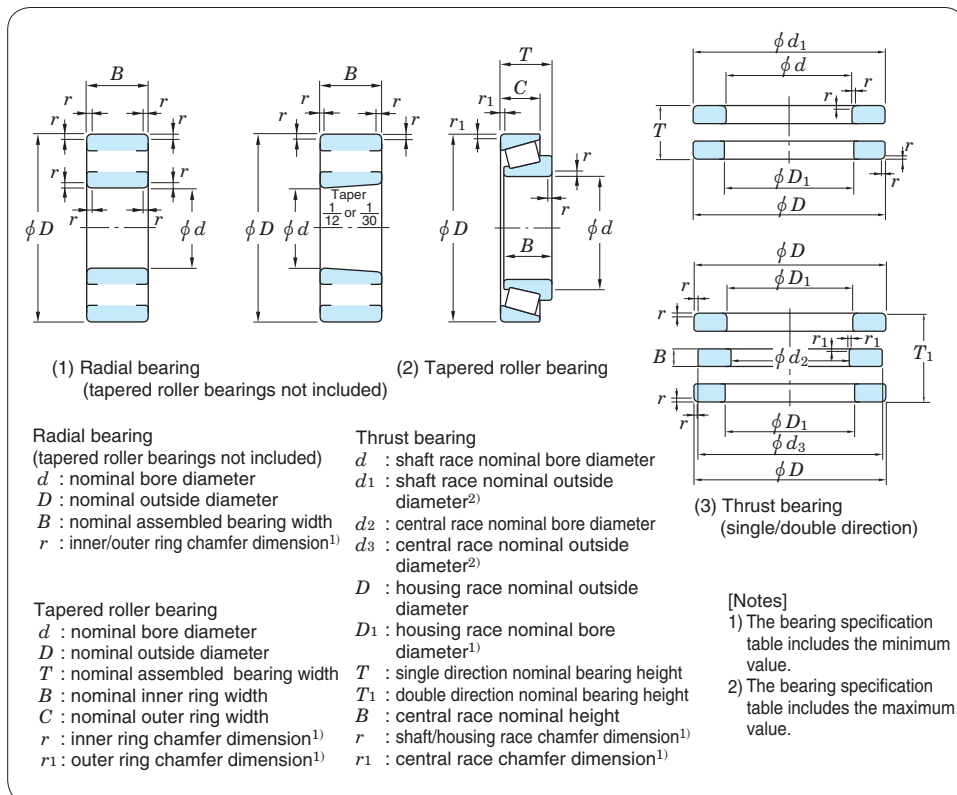 B
r r
r r
r r
φD φd
r r
B
r r
r r
φD φd
Taper
1/12 or 1/30
T
C
r1
r1
r
r
φD φd
B
φd1
φd
r
r
T
r
r
φD1
φD
φD
φD1
r
r
r1 r1
B φd2 T1
r
r
φD1
φd3
φD
(1) Radial bearing
(tapered roller bearings not included)
(2) Tapered roller bearing
(3) Thrust bearing
(single/double direction)
Radial bearing
(tapered roller bearings not included)
d : nominal bore diameter
D : nominal outside diameter
B : nominal assembled bearing width
r : inner/outer ring chamfer dimension1)
Tapered roller bearing
d : nominal bore diameter
D : nominal outside diameter
T : nominal assembled bearing width
B : nominal inner ring width
C : nominal outer ring width
r : inner ring chamfer dimension1)
r1 : outer ring chamfer dimension1)
Thrust bearing
d : shaft race nominal bore diameter
d1 : shaft race nominal outside
diameter2)
d2 : central race nominal bore diameter
d3 : central race nominal outside
diameter2)
D : housing race nominal outside
diameter
D1 : housing race nominal bore
diameter1)
T : single direction nominal bearing height
T1 : double direction nominal bearing height
B : central race nominal height
r : shaft/housing race chamfer dimension1)
r1 : central race chamfer dimension1)
[Notes]
1) The bearing specification
table includes the minimum
value.
2) The bearing specification
table includes the maximum
value.